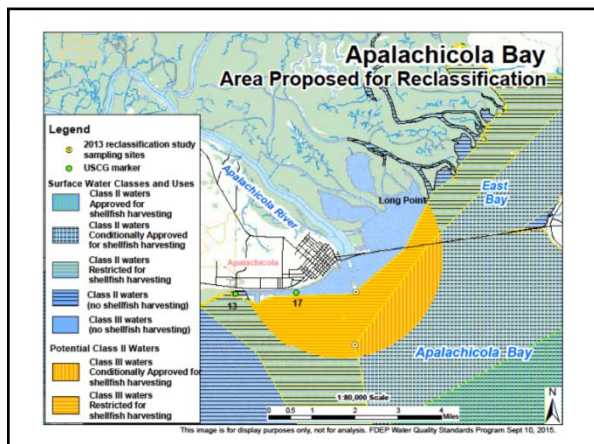 Apalachicola Bay
Area Proposed for Reclassification
Legend
2013 reclassification study
sampling sites
USCG marker
Surface Water Classes and Uses
Class II waters
Approved for
shellfish harvesting
Class II waters
Conditionally Approved
for shellfish harvesting
Class II waters
Restricted for
shellfish harvesting
Class II waters
(no shellfish harvesting)
Class III waters
(no shellfish harvesting)
Potential Class II Waters
Class III waters
Conditionally Approved for
shellfish harvesting
Class III waters
Restricted for
shellfish harvesting
Apalachicola River
Long Point
East
Bay
Apalachicola
13
17
Apalachicola Bay
1:80,000 Scale
0 0.5 1 2 3 4
Miles
N
This image is for display purposes only, not for analysis. FDEP Water Quality Standards Program Sept 10, 2015.